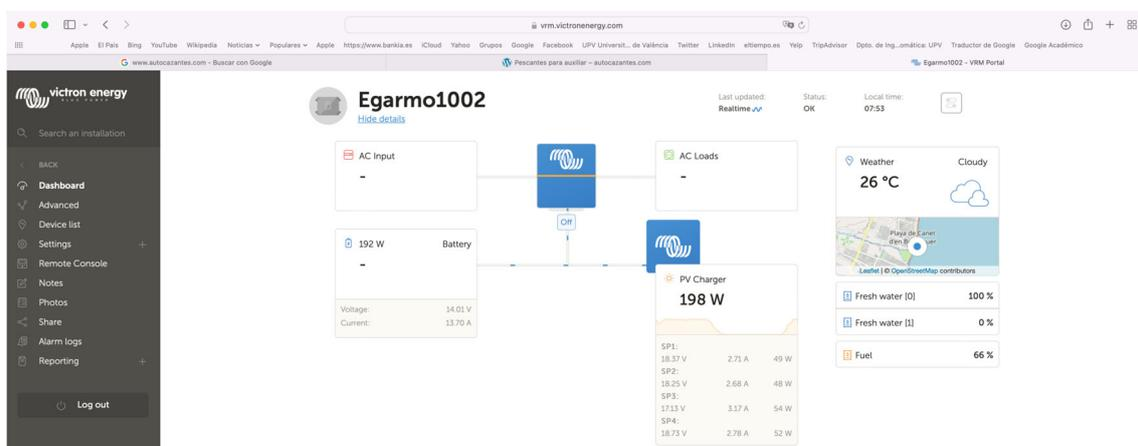 vrm.victronenergy.com
Apple El País Bing YouTube Wikipedia Noticias Populares Apple https://www.bankia.es iCloud Yahoo Grupos Google Facebook UPV Universit... de València Twitter LinkedIn eltiempo.es Yelp TripAdvisor Dpto. de Ing...omática: UPV Traductor de Google Google Académico
www.autocazantes.com - Buscar con Google
Pescantes para auxiliar – autocazantes.com
Egarmo1002 - VRM Portal
victron energy
BLUE POWER
Search an installation
BACK
Dashboard
Advanced
Device list
Settings
Remote Console
Notes
Photos
Share
Alarm logs
Reporting
Log out
Egarmo1002
Hide details
Last updated: Status: Local time:
Realtime OK 07:53
AC Input
-
AC Loads
-
Off
192 W Battery
-
Voltage: 14.01 V
Current: 13.70 A
PV Charger
198 W
SP1:
18.37 V 2.71 A 49 W
SP2:
18.25 V 2.68 A 48 W
SP3:
17.13 V 3.17 A 54 W
SP4:
18.73 V 2.78 A 52 W
Weather Cloudy
26 °C
Playa de Canet
Leaflet | © OpenStreetMap contributors
Fresh water [0] 100 %
Fresh water [1] 0 %
Fuel 66 %